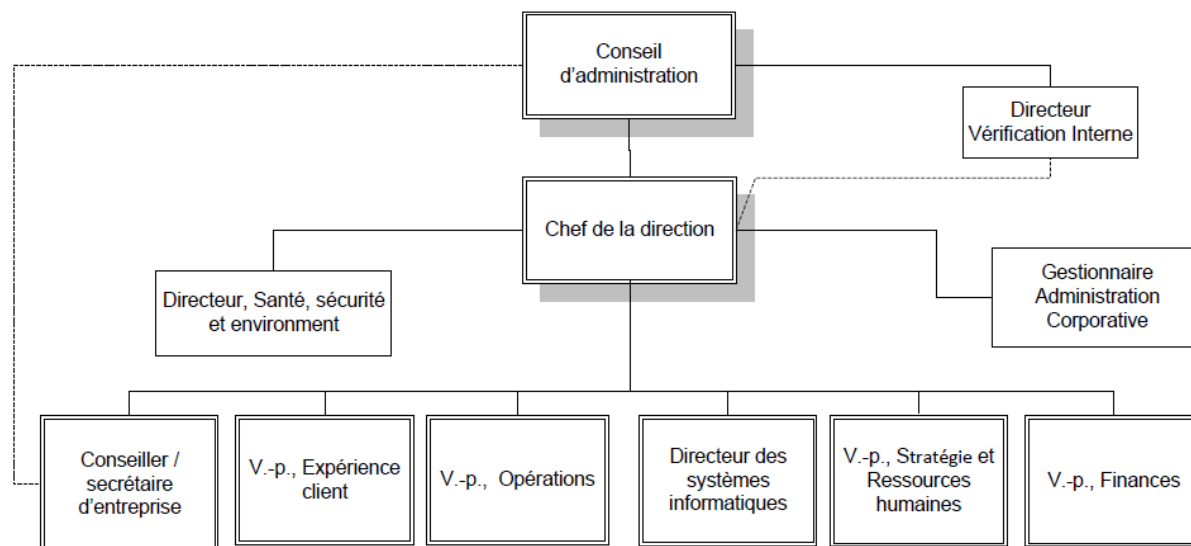 Conseil
d'administration
Directeur
Vérification Interne
Chef de la direction
Directeur, Santé, sécurité
et environment
Gestionnaire
Administration
Corporative
Conseiller /
secrétaire
d'entreprise
V.-p., Expérience
client
V.-p., Opérations
Directeur des
systèmes
informatiques
V.-p., Stratégie et
Ressources
humaines
V.-p., Finances